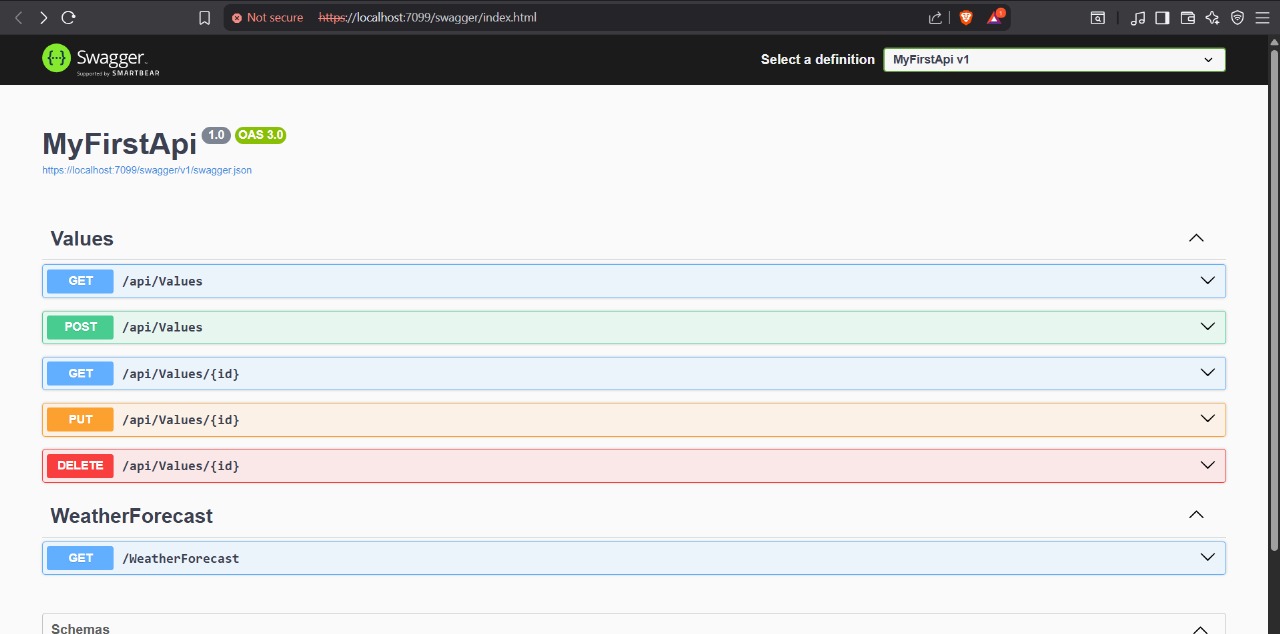 Not secure https://localhost:7099/swagger/index.html 1
{··} Swagger
Supported by SMARTBEAR
Select a definition MyFirstApi v1
MyFirstApi 1.0 OAS 3.0
https://localhost:7099/swagger/v1/swagger.json
Values
GET /api/Values
POST /api/Values
GET /api/Values/{id}
PUT /api/Values/{id}
DELETE /api/Values/{id}
WeatherForecast
GET /WeatherForecast
Schemas